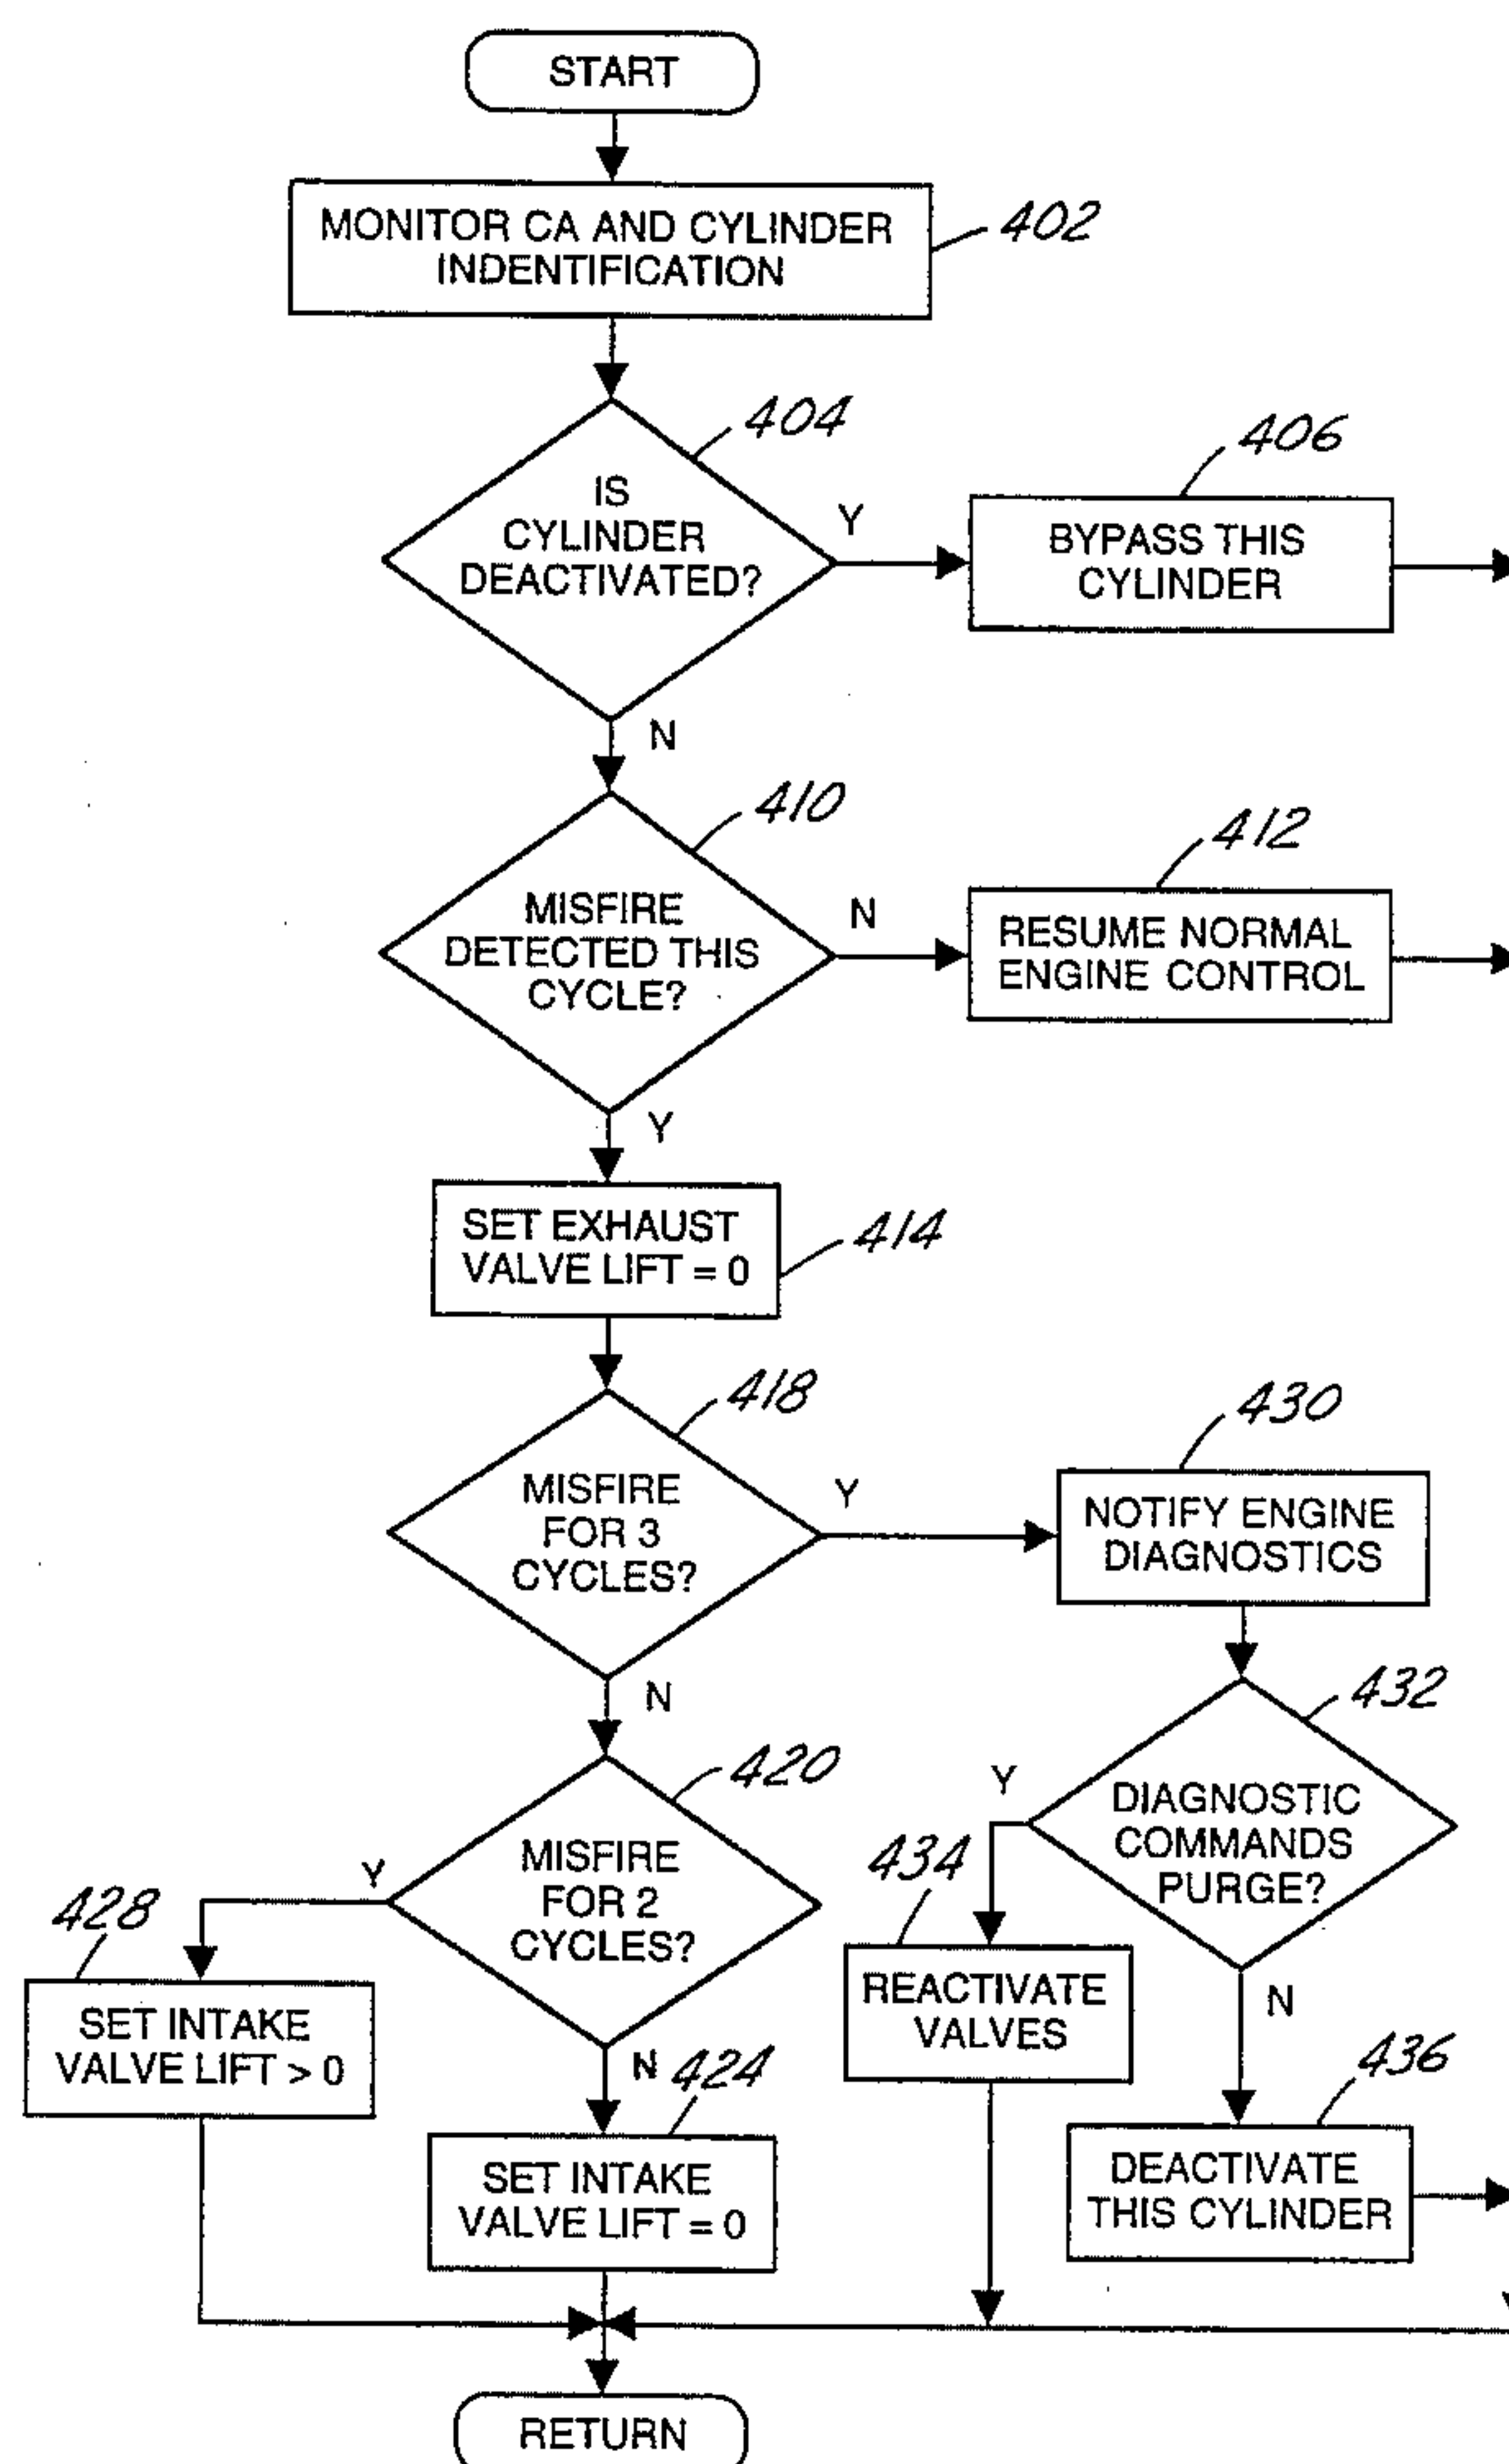 START
MONITOR CA AND CYLINDER
INDENTIFICATION
402
404
IS
CYLINDER
DEACTIVATED?
Y
406
BYPASS THIS
CYLINDER
N
410
MISFIRE
DETECTED THIS
CYCLE?
N
412
RESUME NORMAL
ENGINE CONTROL
Y
SET EXHAUST
VALVE LIFT = 0
414
418
MISFIRE
FOR 3
CYCLES?
Y
430
NOTIFY ENGINE
DIAGNOSTICS
N
432
DIAGNOSTIC
COMMANDS
PURGE?
Y
434
REACTIVATE
VALVES
N
436
DEACTIVATE
THIS CYLINDER
420
MISFIRE
FOR 2
CYCLES?
Y
428
SET INTAKE
VALVE LIFT > 0
N
424
SET INTAKE
VALVE LIFT = 0
RETURN